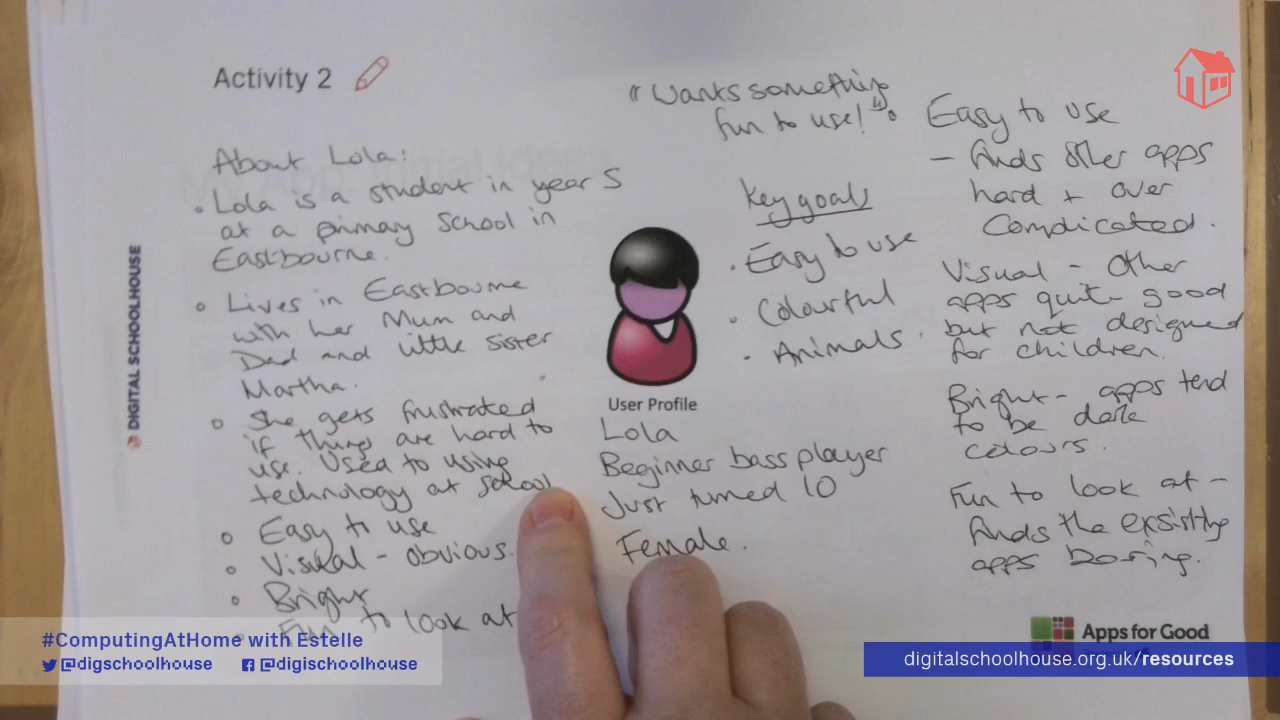 Activity 2
About Lola:
• Lola is a student in year 5
at a primary School in
Eastbourne.
• Lives in Eastbourne
with her Mum and
Dad and little sister
Martha.
• She gets frustrated
if things are hard to
use. Used to using
technology at school
• Easy to use
• Visual - obvious.
• Bright
• Fun to look at
"Wants something
fun to use!"
Key goals
• Easy to use
• Colourful
• Animals.
User Profile
Lola
Beginner bass player
Just turned 10
Female.
Easy to use
- finds other apps
hard + over
Complicated.
Visual - Other
apps quite good
but not designed
for children.
Bright - apps tend
to be dark
colours.
Fun to look at -
finds the exsisting
apps boring.
DIGITAL SCHOOLHOUSE
Apps for Good
#ComputingAtHome with Estelle
@digschoolhouse @digischoolhouse
digitalschoolhouse.org.uk/resources